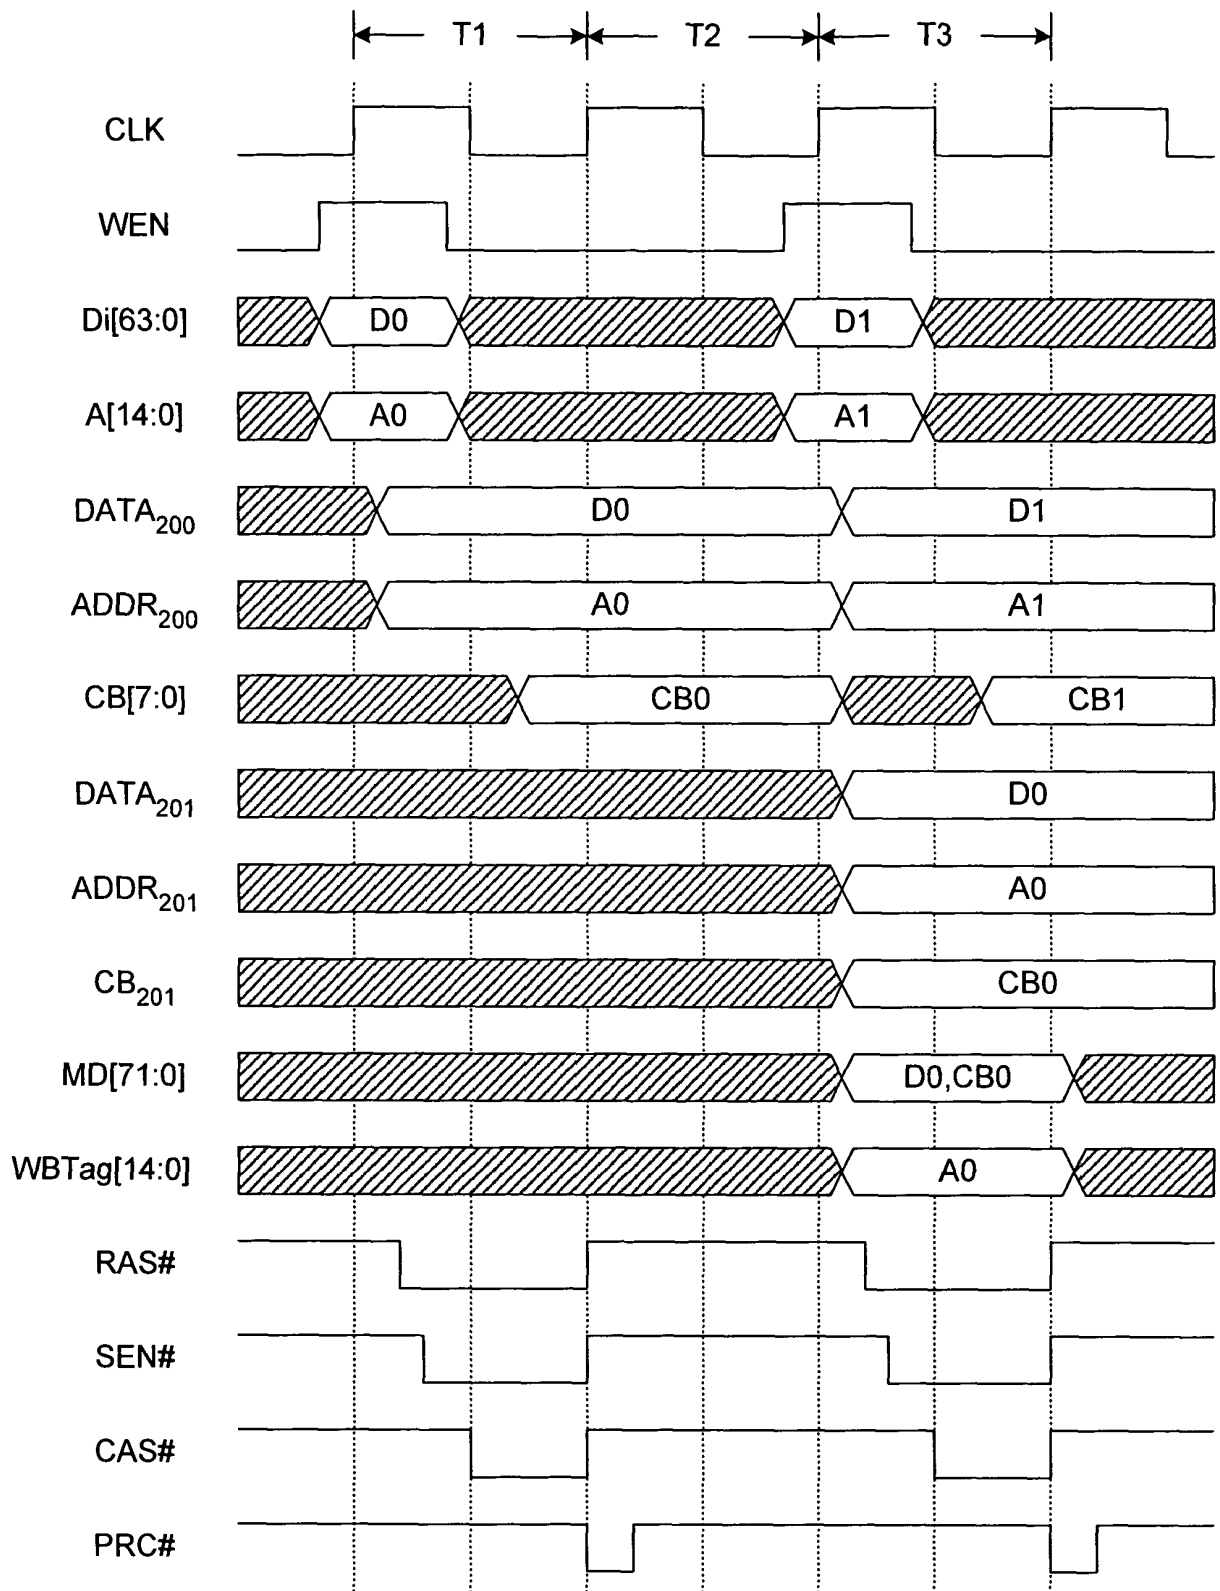 T1 T2 T3
CLK
WEN
Di[63:0] D0 D1
A[14:0] A0 A1
DATA200 D0 D1
ADDR200 A0 A1
CB[7:0] CB0 CB1
DATA201 D0
ADDR201 A0
CB201 CB0
MD[71:0] D0,CB0
WBTag[14:0] A0
RAS#
SEN#
CAS#
PRC#